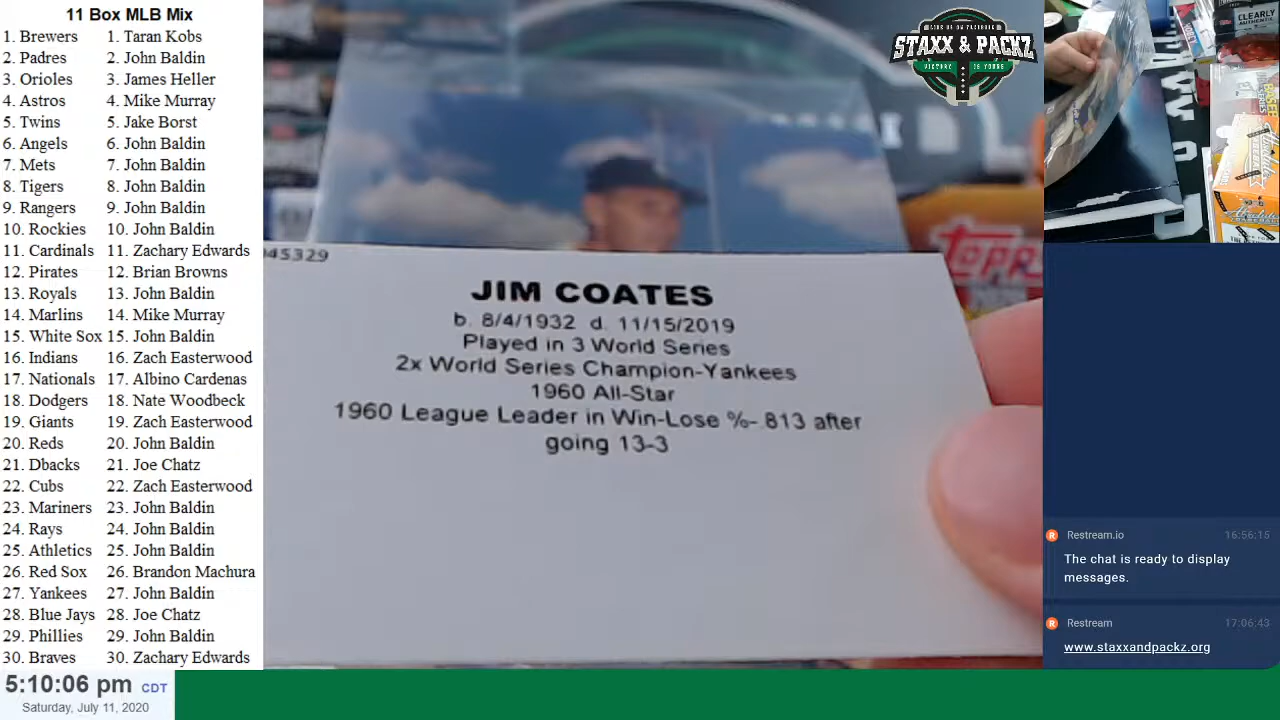 11 Box MLB Mix
1. Brewers 1. Taran Kobs
2. Padres 2. John Baldin
3. Orioles 3. James Heller
4. Astros 4. Mike Murray
5. Twins 5. Jake Borst
6. Angels 6. John Baldin
7. Mets 7. John Baldin
8. Tigers 8. John Baldin
9. Rangers 9. John Baldin
10. Rockies 10. John Baldin
11. Cardinals 11. Zachary Edwards
12. Pirates 12. Brian Browns
13. Royals 13. John Baldin
14. Marlins 14. Mike Murray
15. White Sox 15. John Baldin
16. Indians 16. Zach Easterwood
17. Nationals 17. Albino Cardenas
18. Dodgers 18. Nate Woodbeck
19. Giants 19. Zach Easterwood
20. Reds 20. John Baldin
21. Dbacks 21. Joe Chatz
22. Cubs 22. Zach Easterwood
23. Mariners 23. John Baldin
24. Rays 24. John Baldin
25. Athletics 25. John Baldin
26. Red Sox 26. Brandon Machura
27. Yankees 27. John Baldin
28. Blue Jays 28. Joe Chatz
29. Phillies 29. John Baldin
30. Braves 30. Zachary Edwards
5:10:06 pm CDT
Saturday, July 11, 2020
45329
JIM COATES
b. 8/4/1932 d. 11/15/2019
Played in 3 World Series
2x World Series Champion-Yankees
1960 All-Star
1960 League Leader in Win-Lose %-.813 after
going 13-3
TOPPS
STAXX & PACKZ
VICTORY IS YOURS
CLEARLY
AUTHENTIC
Restream.io 16:56:15
The chat is ready to display
messages.
Restream 17:06:43
www.staxxandpackz.org